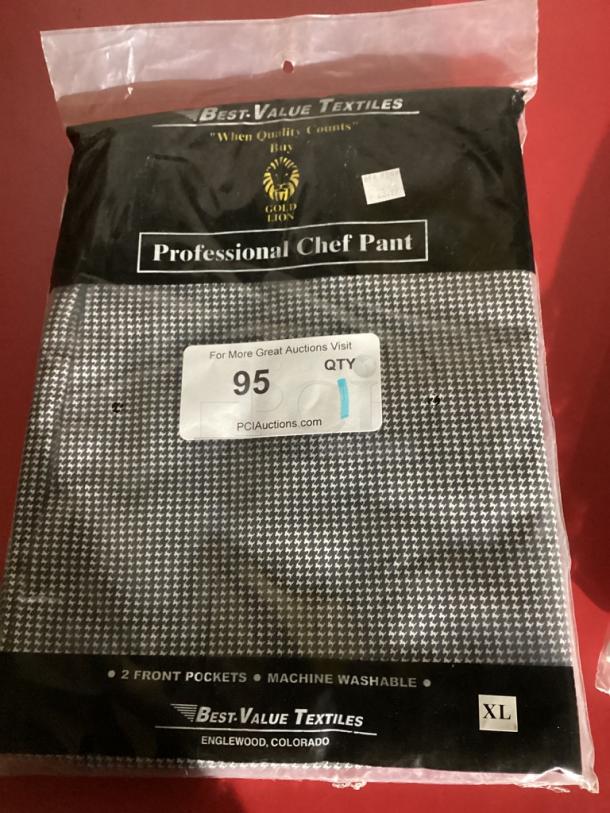 BEST-VALUE TEXTILES
"When Quality Counts"
Buy
GOLD
LION
Professional Chef Pant
For More Great Auctions Visit
95 QTY 1
PCIAuctions.com
• 2 FRONT POCKETS • MACHINE WASHABLE •
BEST-VALUE TEXTILES
ENGLEWOOD, COLORADO
XL